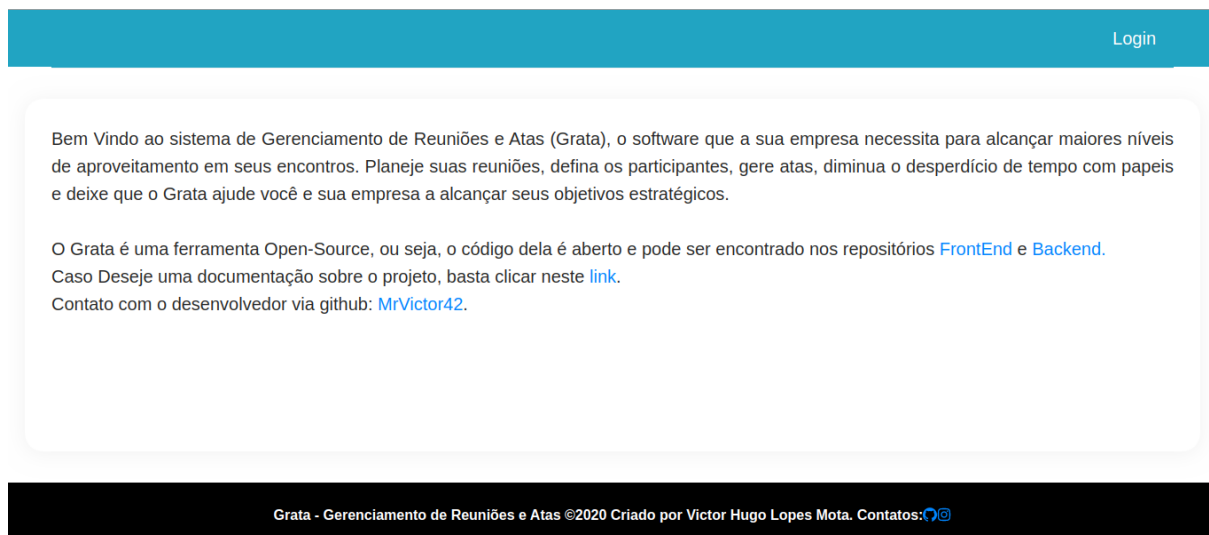 Login
Bem Vindo ao sistema de Gerenciamento de Reuniões e Atas (Grata), o software que a sua empresa necessita para alcançar maiores níveis
de aproveitamento em seus encontros. Planeje suas reuniões, defina os participantes, gere atas, diminua o desperdício de tempo com papeis
e deixe que o Grata ajude você e sua empresa a alcançar seus objetivos estratégicos.
O Grata é uma ferramenta Open-Source, ou seja, o código dela é aberto e pode ser encontrado nos repositórios FrontEnd e Backend.
Caso Deseje uma documentação sobre o projeto, basta clicar neste link.
Contato com o desenvolvedor via github: MrVictor42.
Grata - Gerenciamento de Reuniões e Atas ©2020 Criado por Victor Hugo Lopes Mota. Contatos: